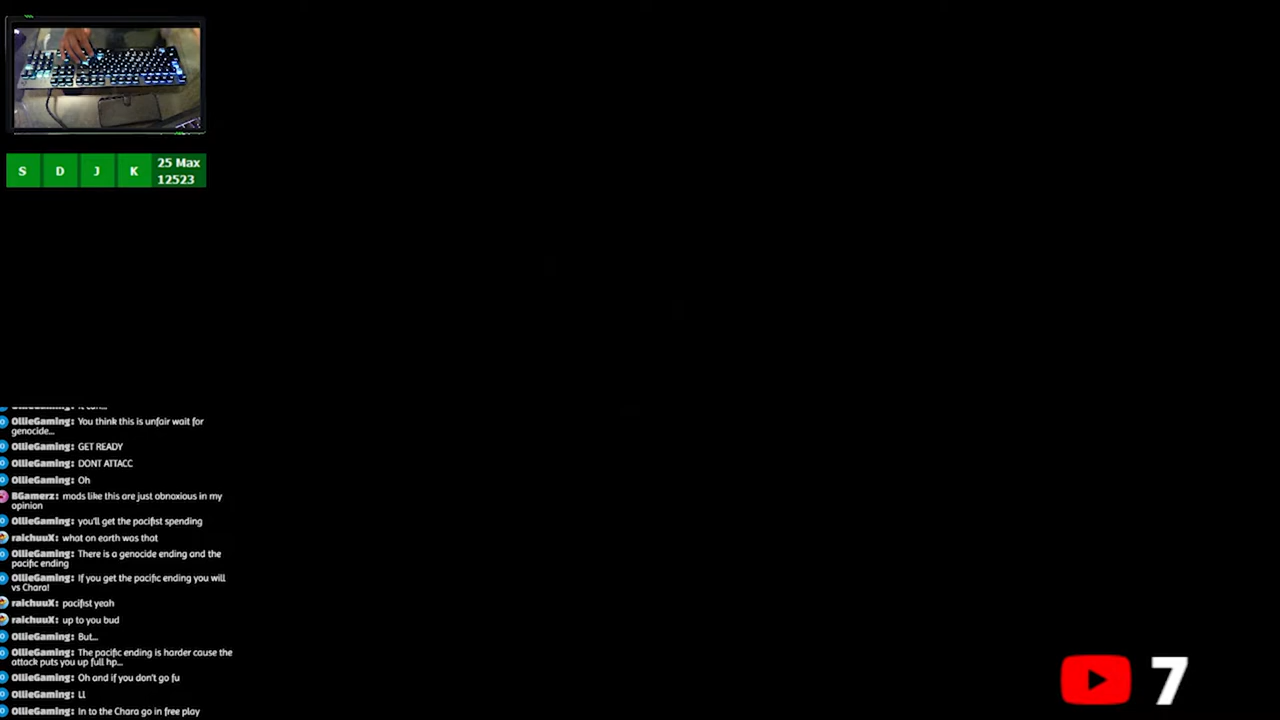 S D J K 25 Max
12523
OllieGaming: You think this is unfair wait for
genocide...
OllieGaming: GET READY
OllieGaming: DONT ATTACC
OllieGaming: Oh
BGamerz: mods like this are just obnoxious in my
opinion
OllieGaming: you'll get the pacifist spending
raichuuX: what on earth was that
OllieGaming: There is a genocide ending and the
pacific ending
OllieGaming: If you get the pacific ending you will
vs Chara!
raichuuX: pacifist yeah
raichuuX: up to you bud
OllieGaming: But...
OllieGaming: The pacific ending is harder cause the
attack puts you up full hp...
OllieGaming: Oh and if you don't go fu
OllieGaming: Ll
OllieGaming: In to the Chara go in free play
7